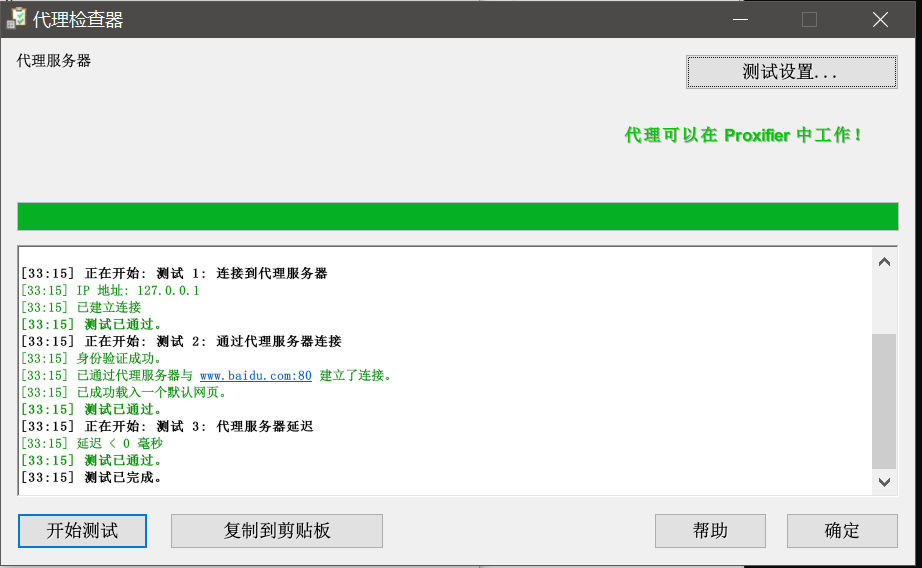 代理检查器
代理服务器
测试设置...
代理可以在 Proxifier 中工作!
[33:15] 正在开始: 测试 1: 连接到代理服务器
[33:15] IP 地址: 127.0.0.1
[33:15] 已建立连接
[33:15] 测试已通过。
[33:15] 正在开始: 测试 2: 通过代理服务器连接
[33:15] 身份验证成功。
[33:15] 已通过代理服务器与 www.baidu.com:80 建立了连接。
[33:15] 已成功载入一个默认网页。
[33:15] 测试已通过。
[33:15] 正在开始: 测试 3: 代理服务器延迟
[33:15] 延迟 < 0 毫秒
[33:15] 测试已通过。
[33:15] 测试已完成。
开始测试
复制到剪贴板
帮助
确定